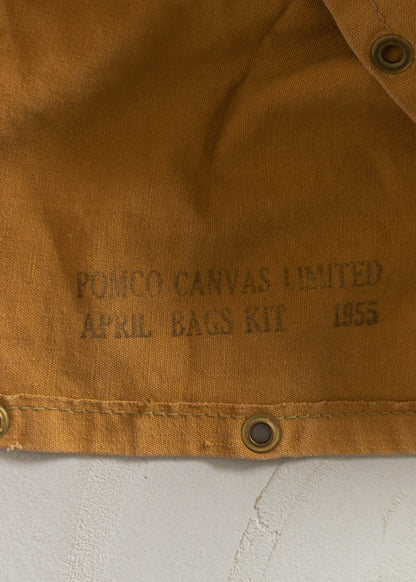 POMCO CANVAS LIMITED
APRIL BAGS KIT 1955